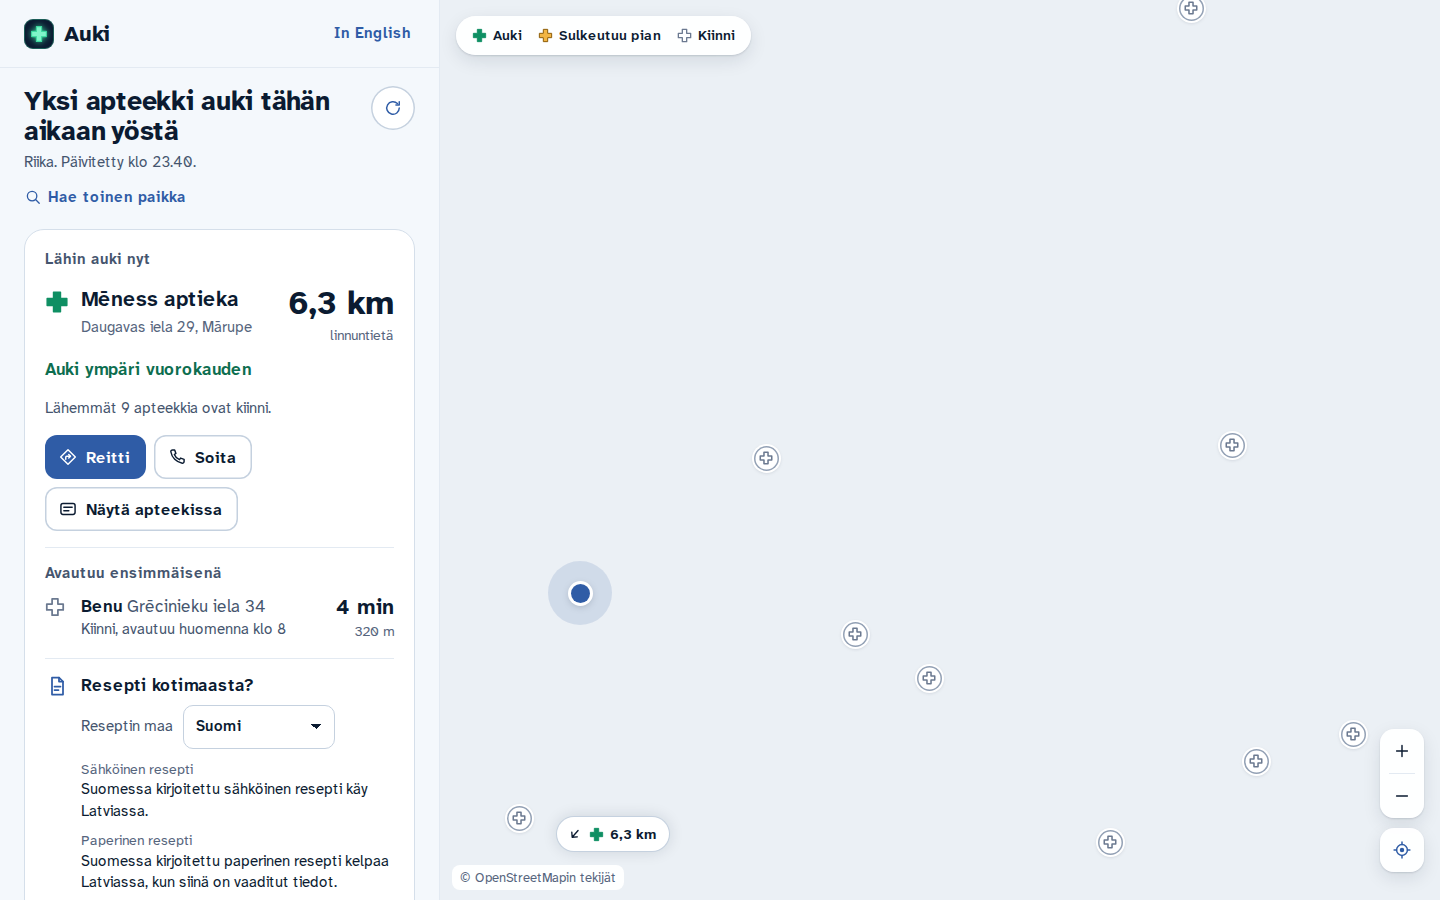 Auki
In English
Yksi apteekki auki tähän
aikaan yöstä
Riika. Päivitetty klo 23.40.
Hae toinen paikka
Lähin auki nyt
Mēness aptieka
6,3 km
Daugavas iela 29, Mārupe
linnuntietä
Auki ympäri vuorokauden
Lähemmät 9 apteekkia ovat kiinni.
Reitti
Soita
Näytä apteekissa
Avautuu ensimmäisenä
Benu Grēcinieku iela 34
4 min
Kiinni, avautuu huomenna klo 8
320 m
Resepti kotimaasta?
Reseptin maa
Suomi
Sähköinen resepti
Suomessa kirjoitettu sähköinen resepti käy
Latviassa.
Paperinen resepti
Suomessa kirjoitettu paperinen resepti kelpaa
Latviassa, kun siinä on vaaditut tiedot.
Auki
Sulkeutuu pian
Kiinni
6,3 km
© OpenStreetMapin tekijät